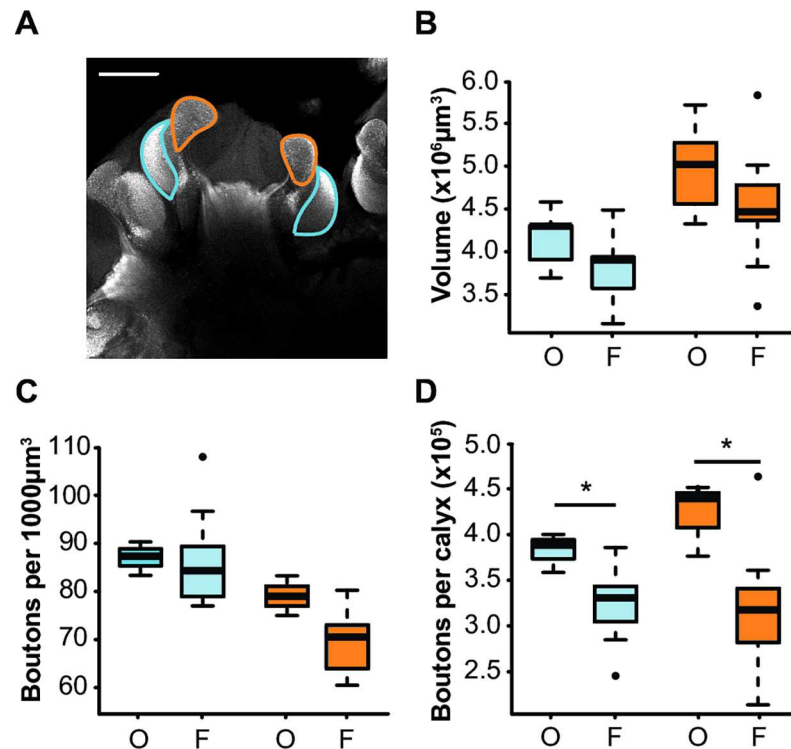 A
B
Volume (x10⁶μm³)
6.0
5.5
5.0
4.5
4.0
3.5
O F O F
C
Boutons per 1000μm³
110
100
90
80
70
60
O F O F
D
Boutons per calyx (x10⁵)
5.0
4.5
4.0
3.5
3.0
2.5
* *
O F O F